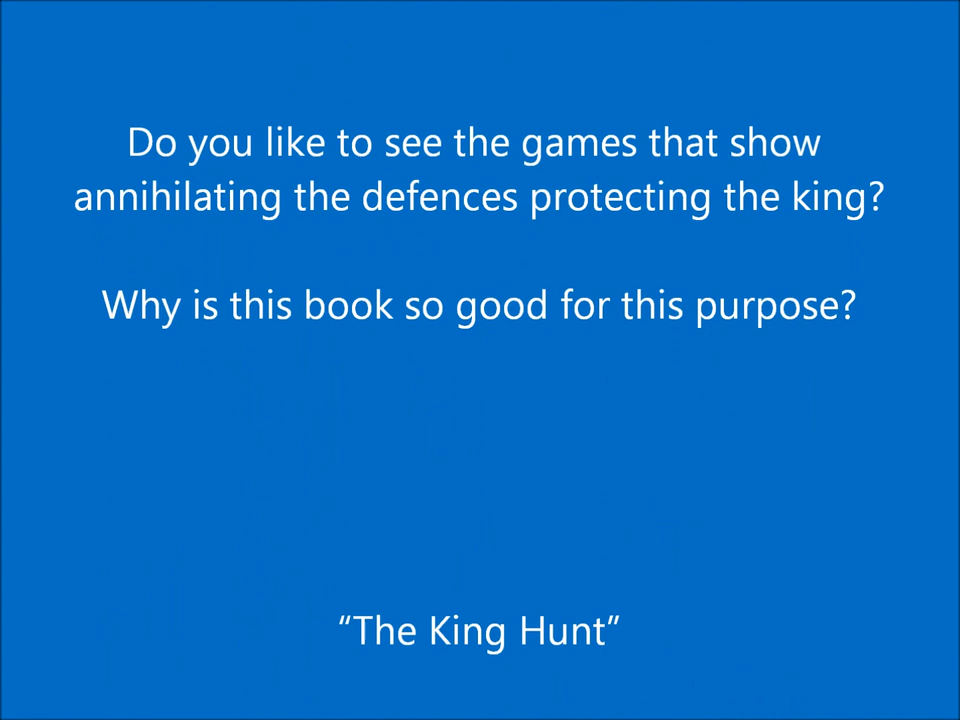 Do you like to see the games that show
annihilating the defences protecting the king?
Why is this book so good for this purpose?
“The King Hunt”